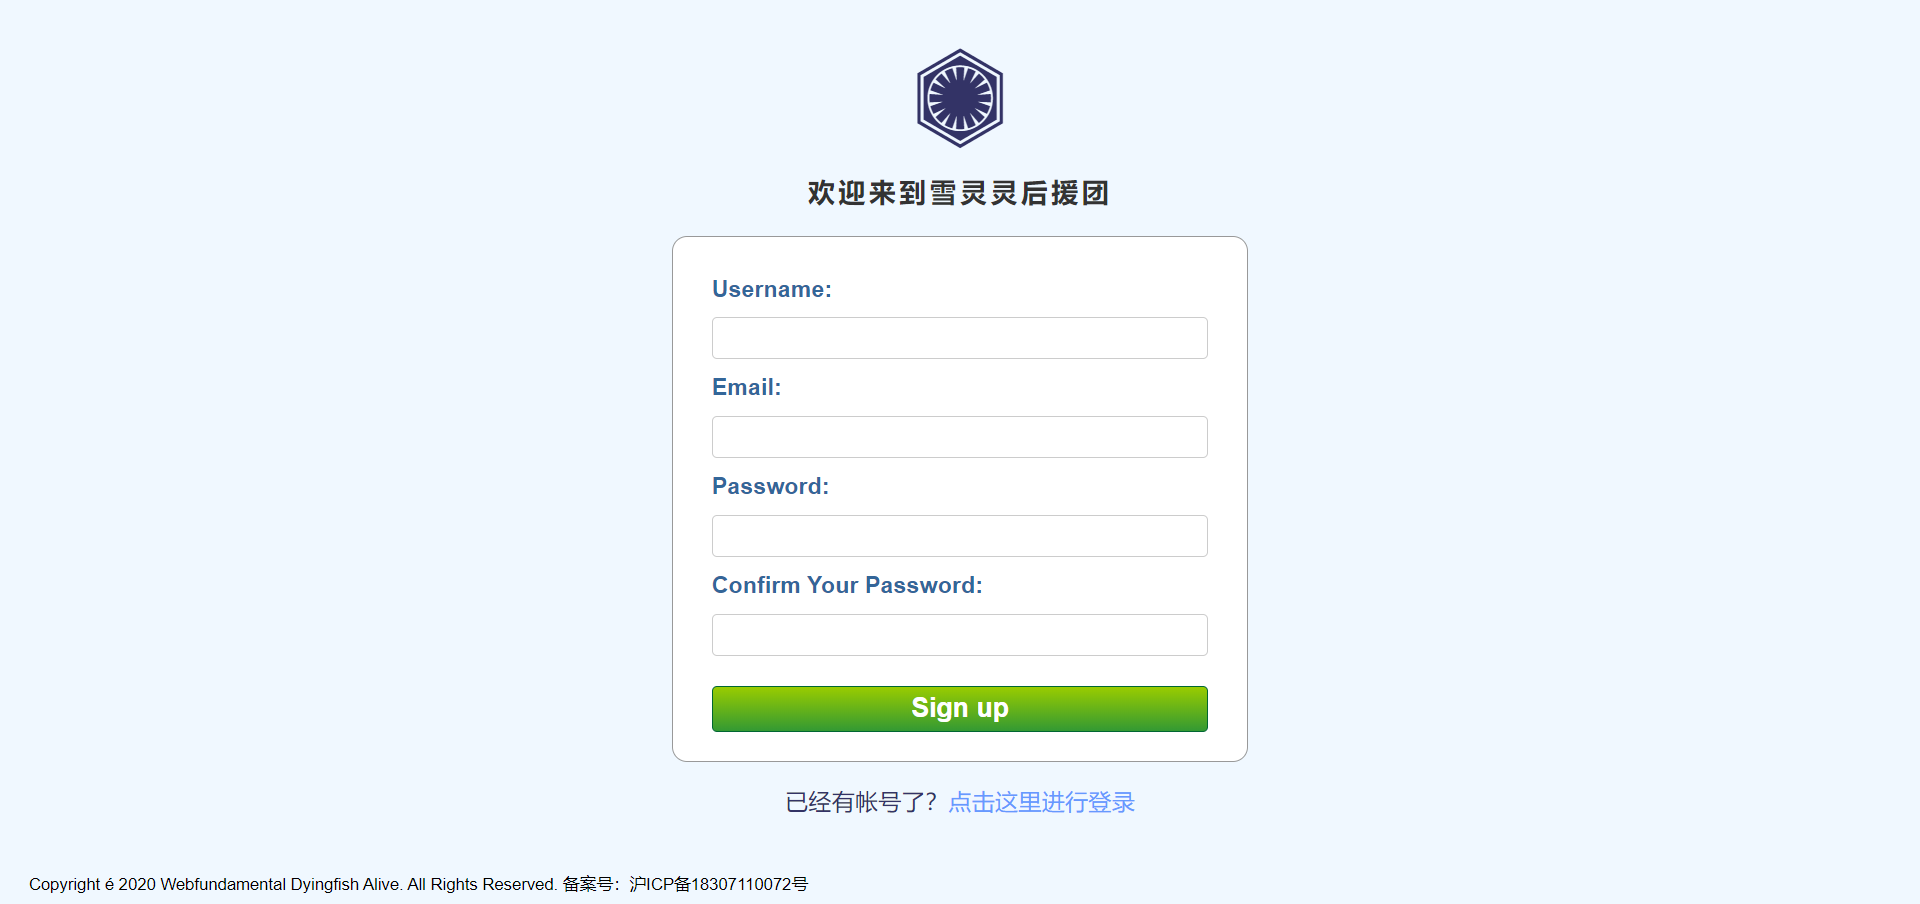 欢迎来到雪灵灵后援团
Username:
Email:
Password:
Confirm Your Password:
Sign up
已经有帐号了？点击这里进行登录
Copyright é 2020 Webfundamental Dyingfish Alive. All Rights Reserved. 备案号：沪ICP备18307110072号